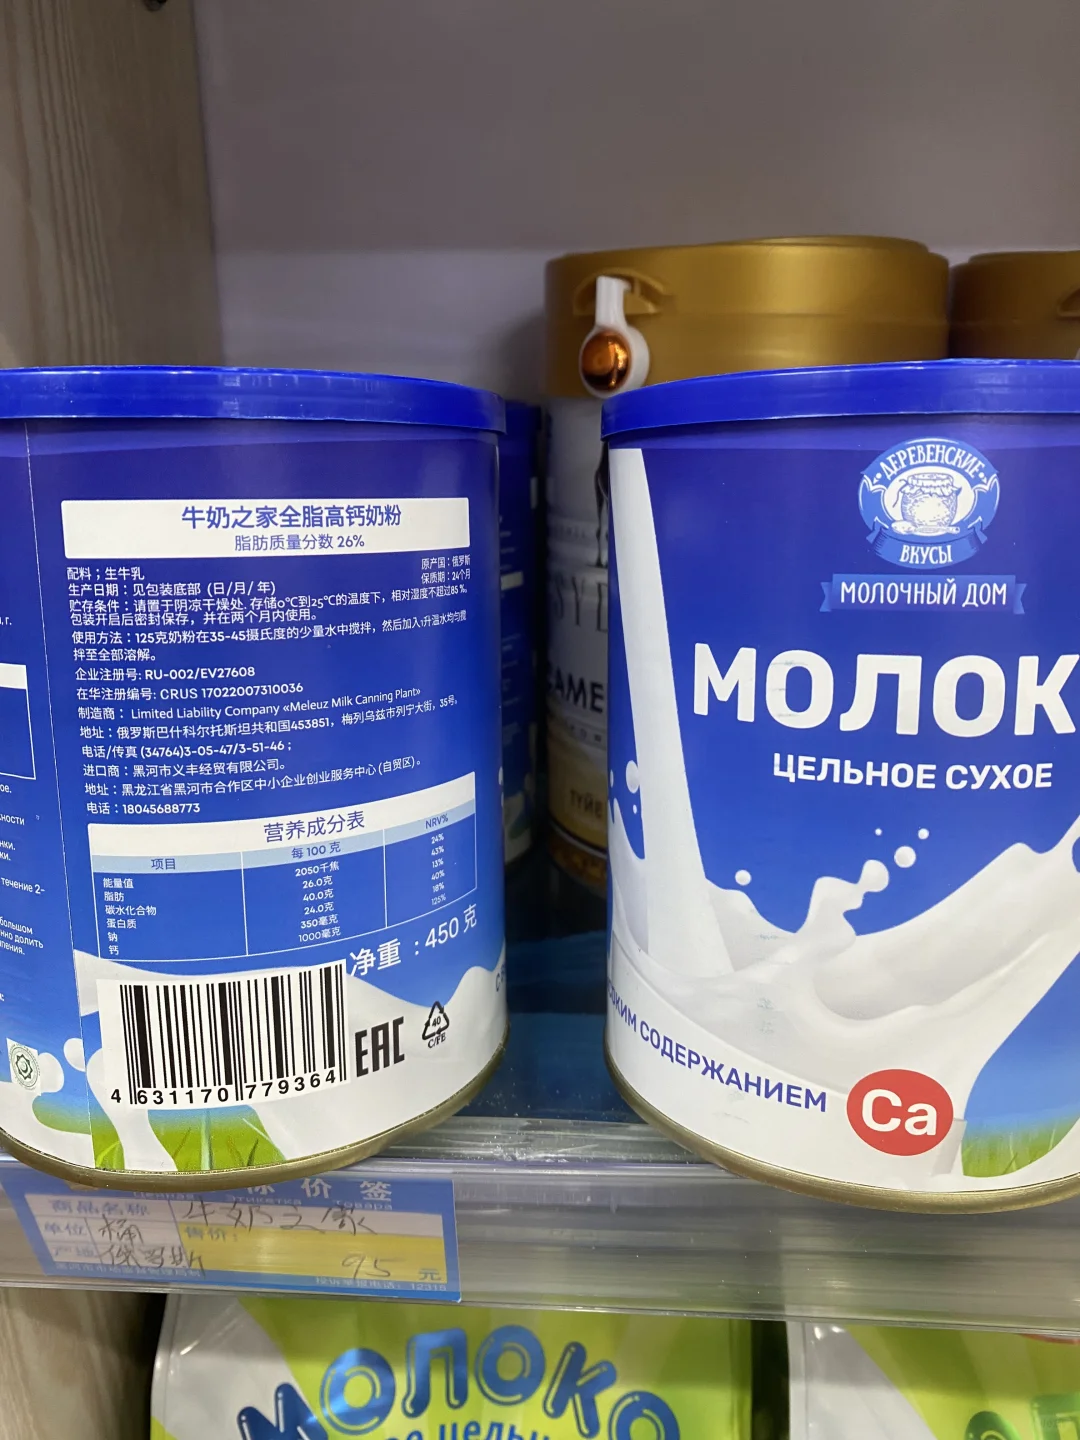 牛奶之家全脂高钙奶粉
脂肪质量分数 26%
配料；生牛乳
原产国：俄罗斯
生产日期：见包装底部 (日/月/ 年)
保质期：24个月
贮存条件：请置于阴凉干燥处. 存储0℃到25℃的温度下，相对湿度不超过85 %,
包装开启后密封保存，并在两个月内使用。
使用方法：125克奶粉在35-45摄氏度的少量水中搅拌，然后加入1升温水均匀搅
拌至全部溶解。
企业注册号: RU-002/EV27608
在华注册编号: CRUS 17022007310036
制造商： Limited Liability Company «Meleuz Milk Canning Plant»
地址：俄罗斯巴什科尔托斯坦共和国453851，梅列乌兹市列宁大街，35号。
电话/传真 (34764)3-05-47/3-51-46 ;
进口商：黑河市义丰经贸有限公司。
地址：黑龙江省黑河市合作区中小企业创业服务中心 (自贸区) 。
电话：18045688773
营养成分表
项目 每 100 克 NRV%
能量值 2050千焦 24%
脂肪 26.0克 43%
碳水化合物 40.0克 13%
蛋白质 24.0克 40%
钠 350毫克 18%
钙 1000毫克 125%
净重 ：450 克
4 631170 779364
EAC
40
C/FE
течение 2-
ДЕРЕВЕНСКИЕ
ВКУСЫ
МОЛОЧНЫЙ ДОМ
МОЛОК
ЦЕЛЬНОЕ СУХОЕ
СОДЕРЖАНИЕМ
Ca
价 签
Ценная этикетка товара
商品名称 牛奶之家
单位 桶 售价：
产地 俄罗斯 95 元
12315
МОЛОКО